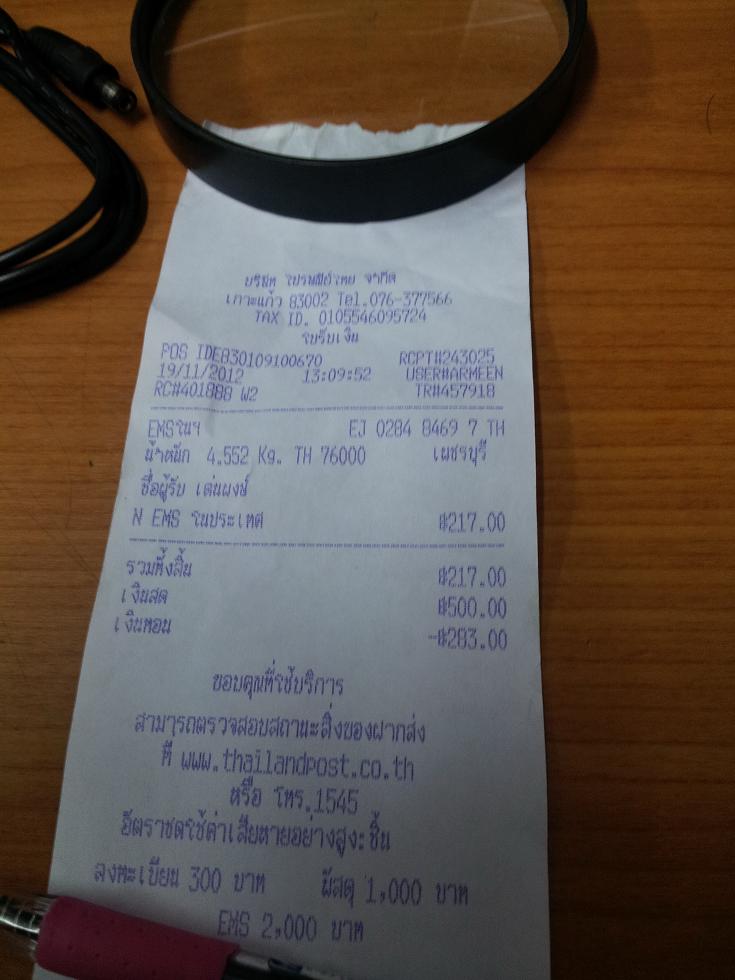 บริษัท ไปรษณีย์ไทย จำกัด
เกาะแก้ว 83002 Tel.076-377566
TAX ID. 0105546095724
ใบรับเงิน
POS IDE830109100670 RCPT#243025
19/11/2012 13:09:52 USER#ARMEEN
RC#401888 W2 TR#457918
EMSในฯ EJ 0284 8469 7 TH
น้ำหนัก 4.552 Kg. TH 76000 เพชรบุรี
ชื่อผู้รับ เด่นพงษ์
N EMS ในประเทศ ฿217.00
รวมทั้งสิ้น ฿217.00
เงินสด ฿500.00
เงินทอน -฿283.00
ขอบคุณที่ใช้บริการ
สามารถตรวจสอบสถานะสิ่งของฝากส่ง
ที่ www.thailandpost.co.th
หรือ โทร.1545
อัตราชดใช้ค่าเสียหายอย่างสูง:ชิ้น
ลงทะเบียน 300 บาท พัสดุ 1,000 บาท
EMS 2,000 บาท